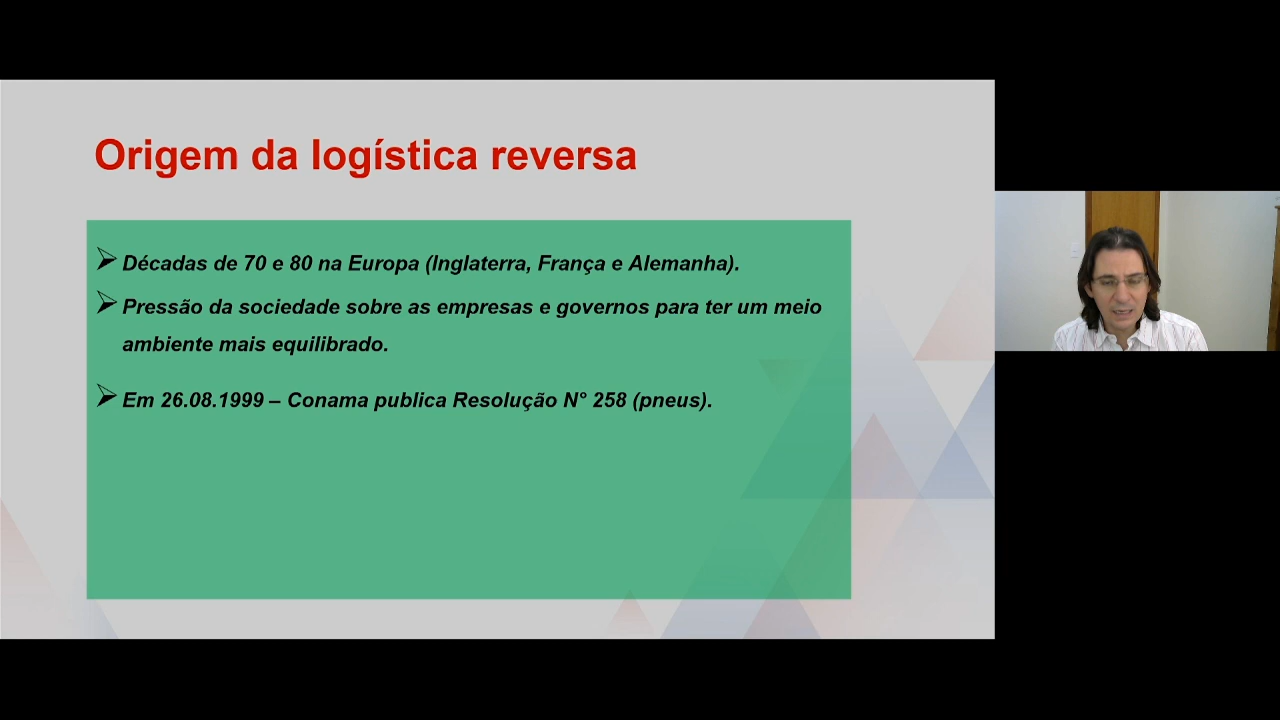 Origem da logística reversa
Décadas de 70 e 80 na Europa (Inglaterra, França e Alemanha).
Pressão da sociedade sobre as empresas e governos para ter um meio
ambiente mais equilibrado.
Em 26.08.1999 – Conama publica Resolução N° 258 (pneus).